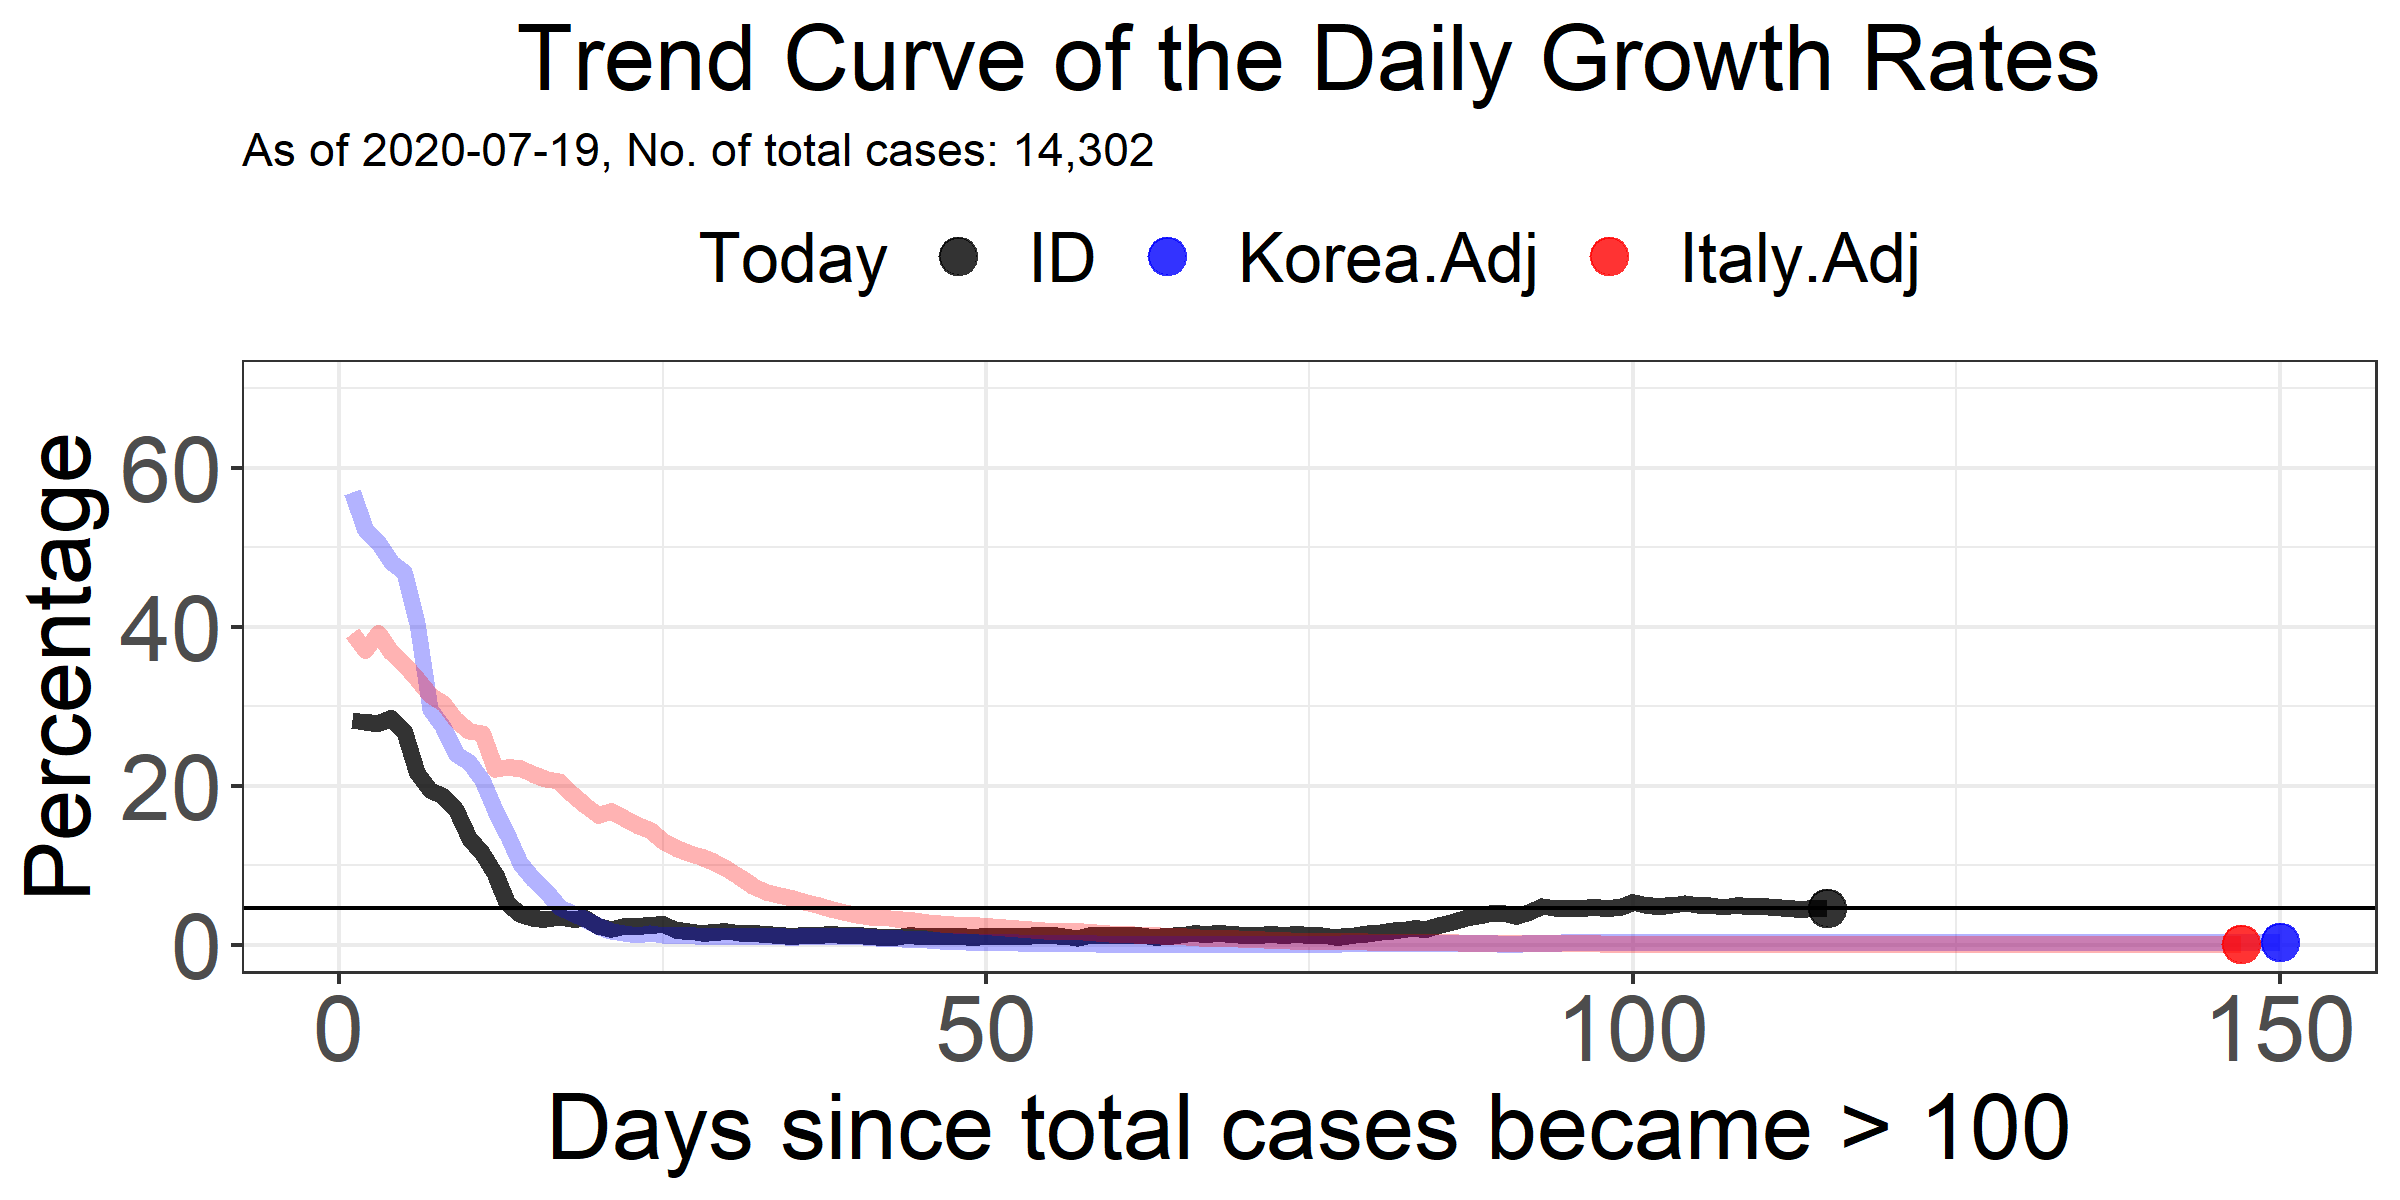 Trend Curve of the Daily Growth Rates
As of 2020-07-19, No. of total cases: 14,302
Today ID Korea.Adj Italy.Adj
Percentage
60
40
20
0
0 50 100 150
Days since total cases became > 100